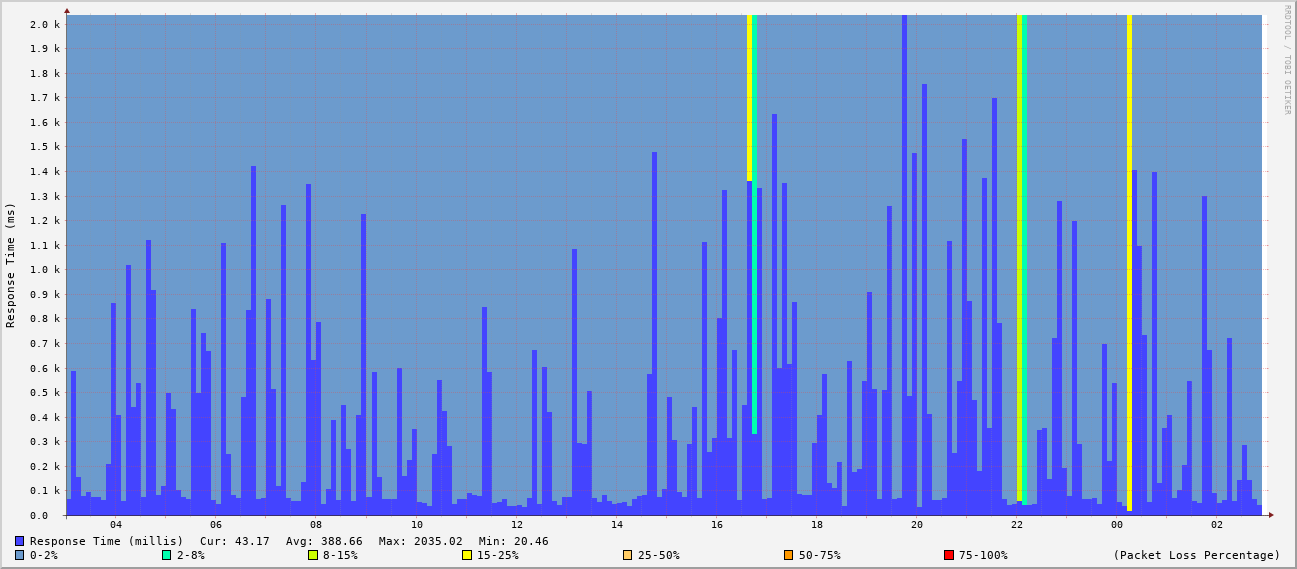 RRDTOOL / TOBI OETIKER
Response Time (ms)
2.0 k
1.9 k
1.8 k
1.7 k
1.6 k
1.5 k
1.4 k
1.3 k
1.2 k
1.1 k
1.0 k
0.9 k
0.8 k
0.7 k
0.6 k
0.5 k
0.4 k
0.3 k
0.2 k
0.1 k
0.0
04 06 08 10 12 14 16 18 20 22 00 02
Response Time (millis) Cur: 43.17 Avg: 388.66 Max: 2035.02 Min: 20.46
0-2% 2-8% 8-15% 15-25% 25-50% 50-75% 75-100% (Packet Loss Percentage)